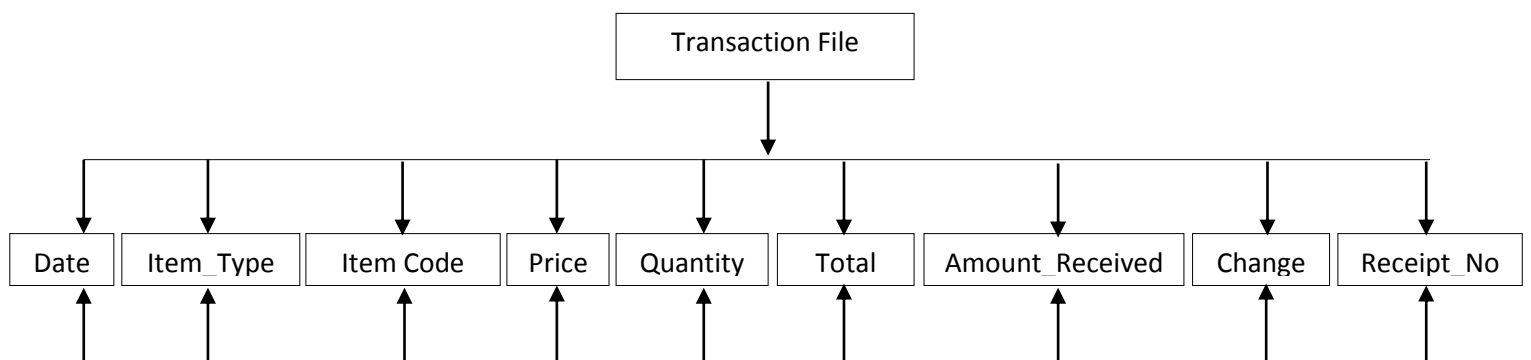 Transaction File
Date Item_Type Item Code Price Quantity Total Amount_Received Change Receipt_No